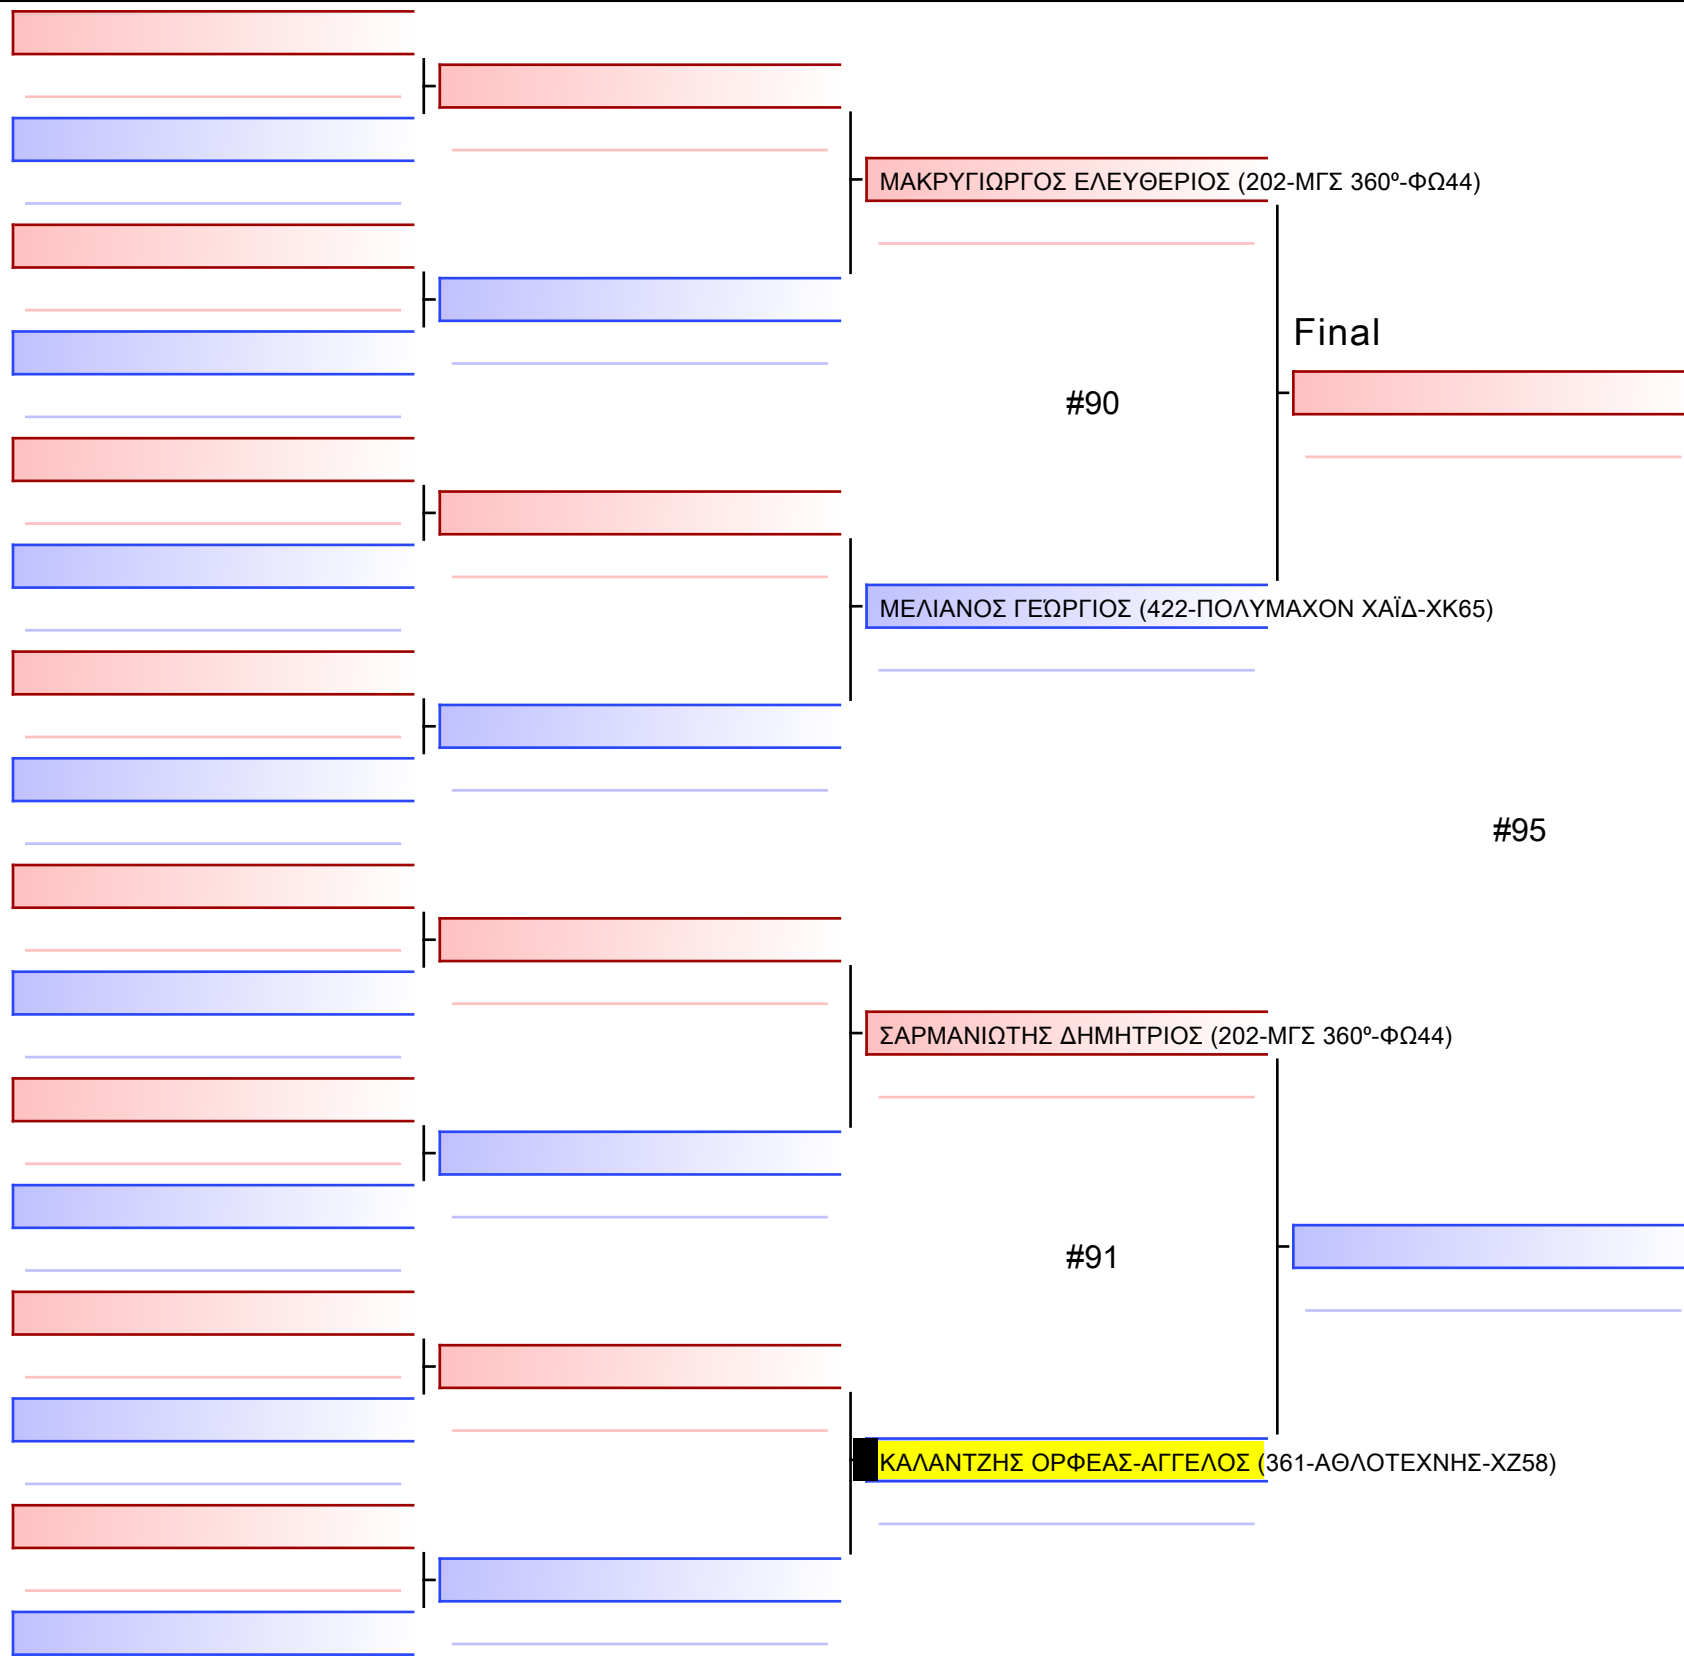 ΜΑΚΡΥΓΙΩΡΓΟΣ ΕΛΕΥΘΕΡΙΟΣ (202-ΜΓΣ 360º-ΦΩ44)
Final
#90
ΜΕΛΙΑΝΟΣ ΓΕΏΡΓΙΟΣ (422-ΠΟΛΥΜΑΧΟΝ ΧΑΪΔ-ΧΚ65)
#95
ΣΑΡΜΑΝΙΩΤΗΣ ΔΗΜΗΤΡΙΟΣ (202-ΜΓΣ 360º-ΦΩ44)
#91
ΚΑΛΑΝΤΖΗΣ ΟΡΦΕΑΣ-ΑΓΓΕΛΟΣ (361-ΑΘΛΟΤΕΧΝΗΣ-ΧΖ58)